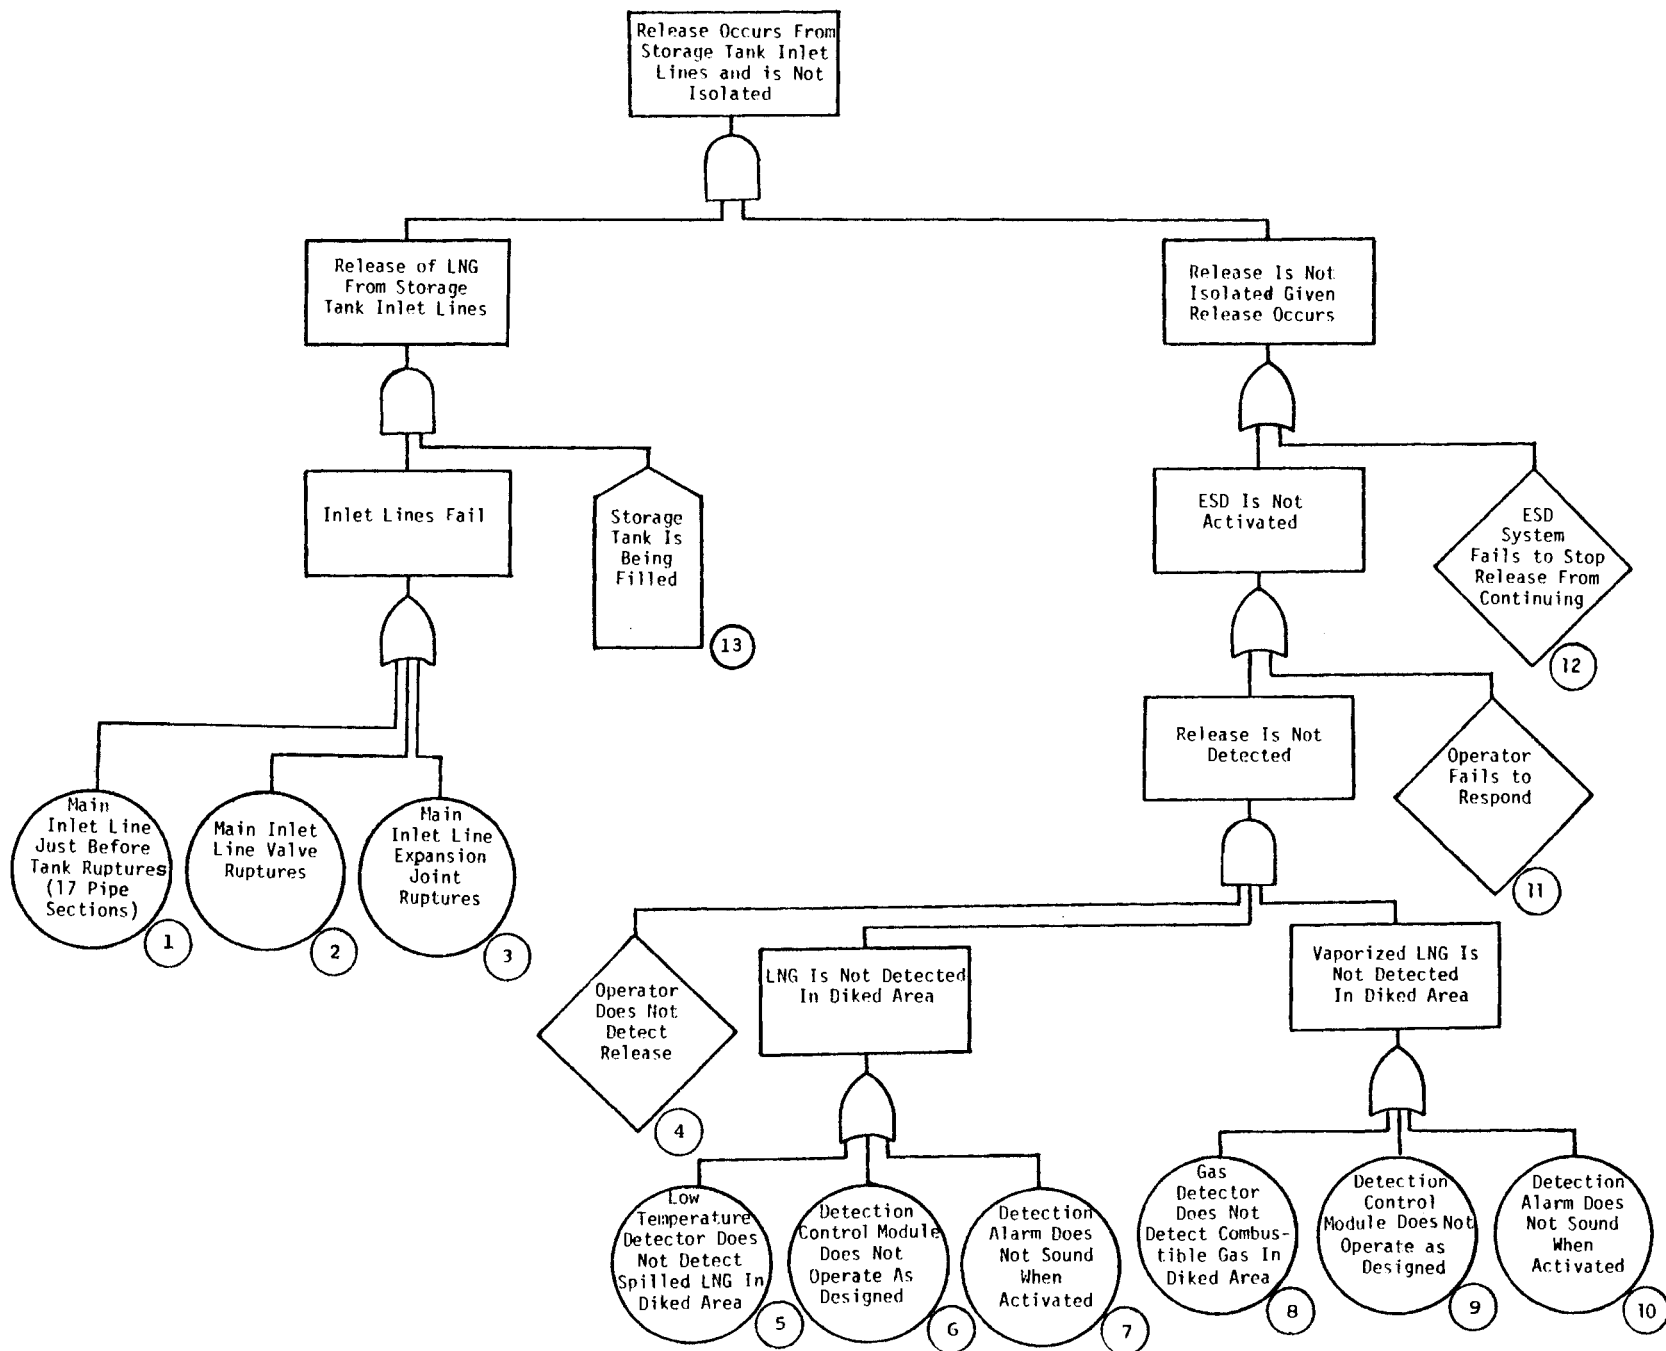 Release Occurs From
Storage Tank Inlet
Lines and is Not
Isolated
Release of LNG
From Storage
Tank Inlet Lines
Release Is Not
Isolated Given
Release Occurs
Inlet Lines Fail
Storage
Tank Is
Being
Filled
13
ESD Is Not
Activated
ESD
System
Fails to Stop
Release From
Continuing
12
Release Is Not
Detected
Operator
Fails to
Respond
11
Main
Inlet Line
Just Before
Tank Ruptures
(17 Pipe
Sections)
1
Main Inlet
Line Valve
Ruptures
2
Main
Inlet Line
Expansion
Joint
Ruptures
3
Operator
Does Not
Detect
Release
4
LNG Is Not Detected
In Diked Area
Vaporized LNG Is
Not Detected
In Diked Area
Low
Temperature
Detector Does
Not Detect
Spilled LNG In
Diked Area
5
Detection
Control Module
Does Not
Operate As
Designed
6
Detection
Alarm Does
Not Sound
When
Activated
7
Gas
Detector
Does Not
Detect Combus-
tible Gas In
Diked Area
8
Detection
Control
Module Does Not
Operate as
Designed
9
Detection
Alarm Does
Not Sound
When
Activated
10